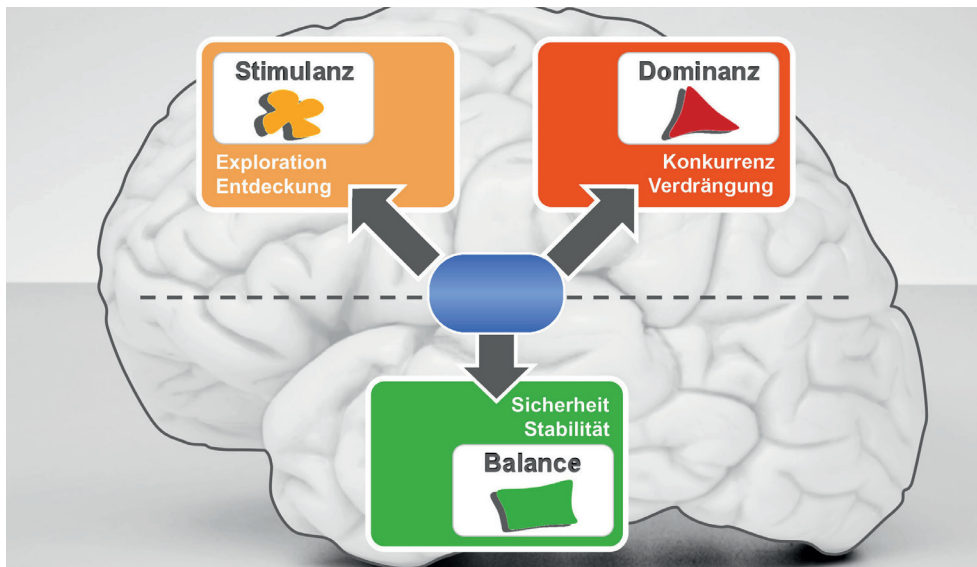 Stimulanz
Exploration
Entdeckung
Dominanz
Konkurrenz
Verdrängung
Sicherheit
Stabilität
Balance